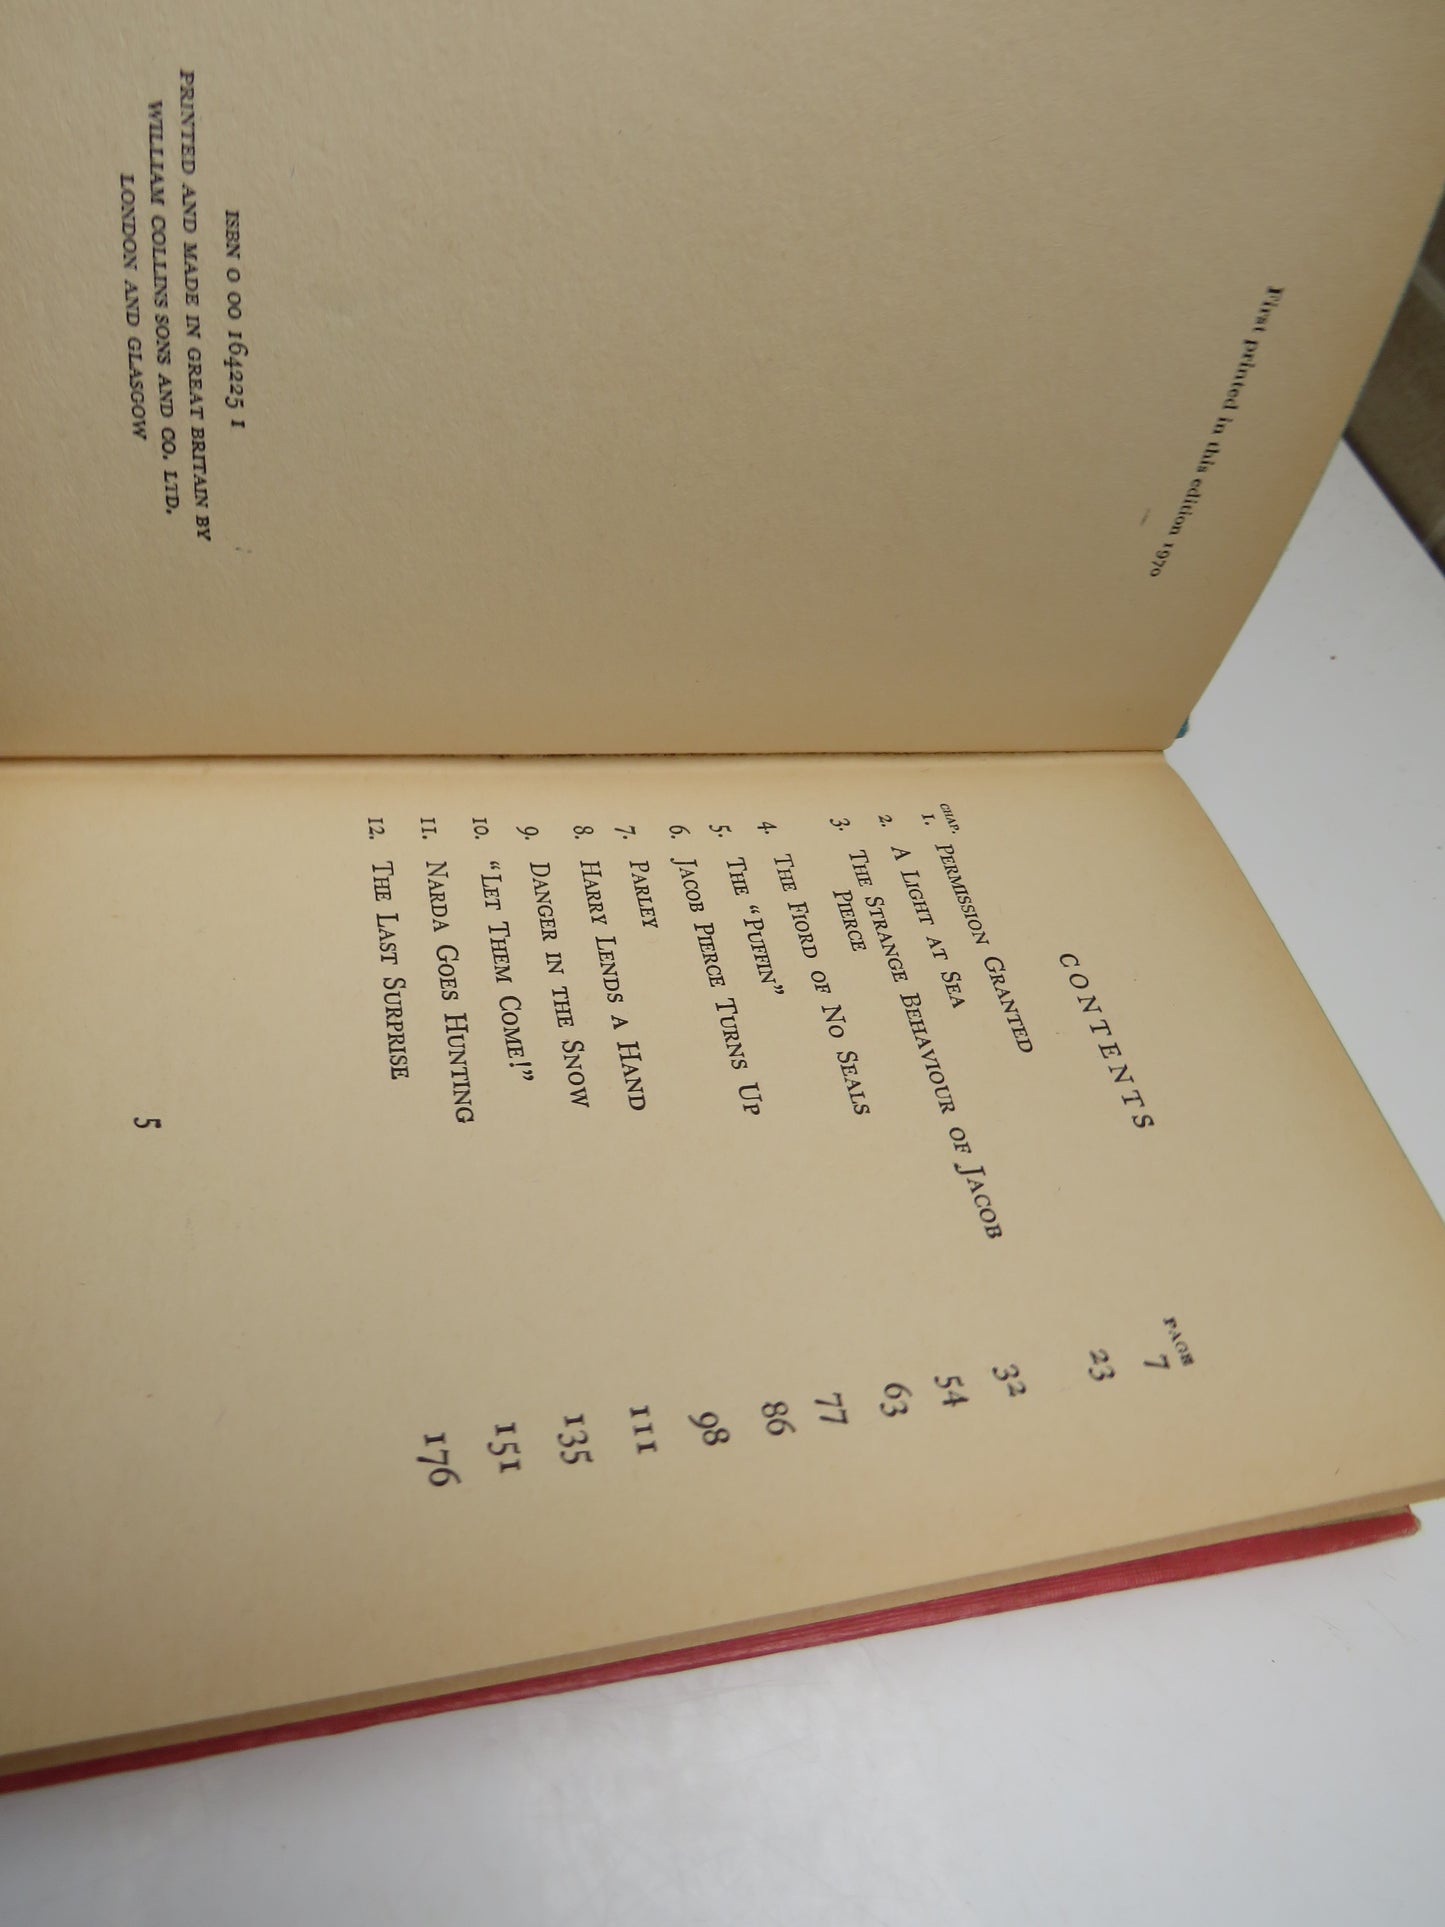 First printed in this edition 1970
ISBN 0 00 164225 1
PRINTED AND MADE IN GREAT BRITAIN BY
WILLIAM COLLINS SONS AND CO. LTD.
LONDON AND GLASGOW
CONTENTS
CHAP. PAGE
1. PERMISSION GRANTED 7
2. A LIGHT AT SEA 23
3. THE STRANGE BEHAVIOUR OF JACOB
PIERCE 32
4. THE FIORD OF NO SEALS 54
5. THE “PUFFIN” 63
6. JACOB PIERCE TURNS UP 77
7. PARLEY 86
8. HARRY LENDS A HAND 98
9. DANGER IN THE SNOW 111
10. “LET THEM COME!” 135
11. NARDA GOES HUNTING 151
12. THE LAST SURPRISE 176
5